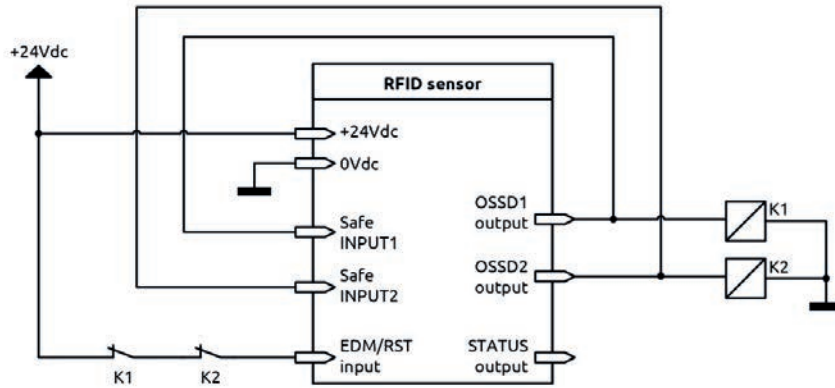 +24Vdc
RFID sensor
+24Vdc
0Vdc
Safe
INPUT1
Safe
INPUT2
EDM/RST
input
OSSD1
output
OSSD2
output
STATUS
output
K1
K2
K1
K2